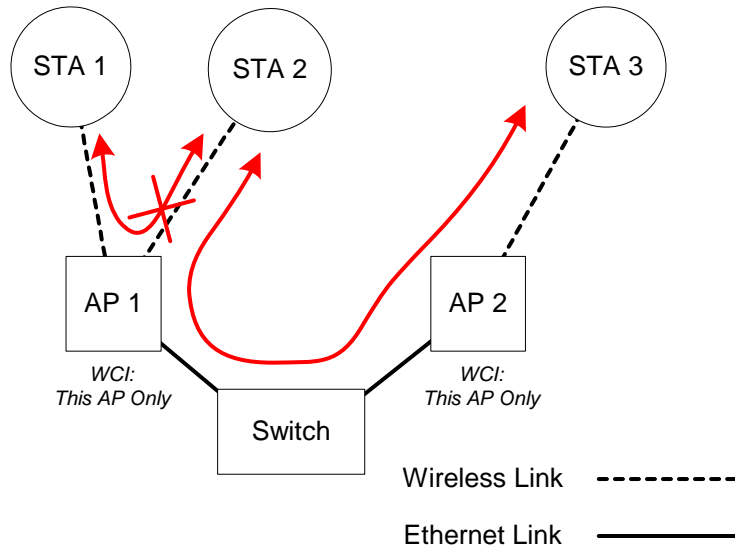 STA 1
STA 2
STA 3
AP 1
AP 2
WCI:
This AP Only
WCI:
This AP Only
Switch
Wireless Link
Ethernet Link